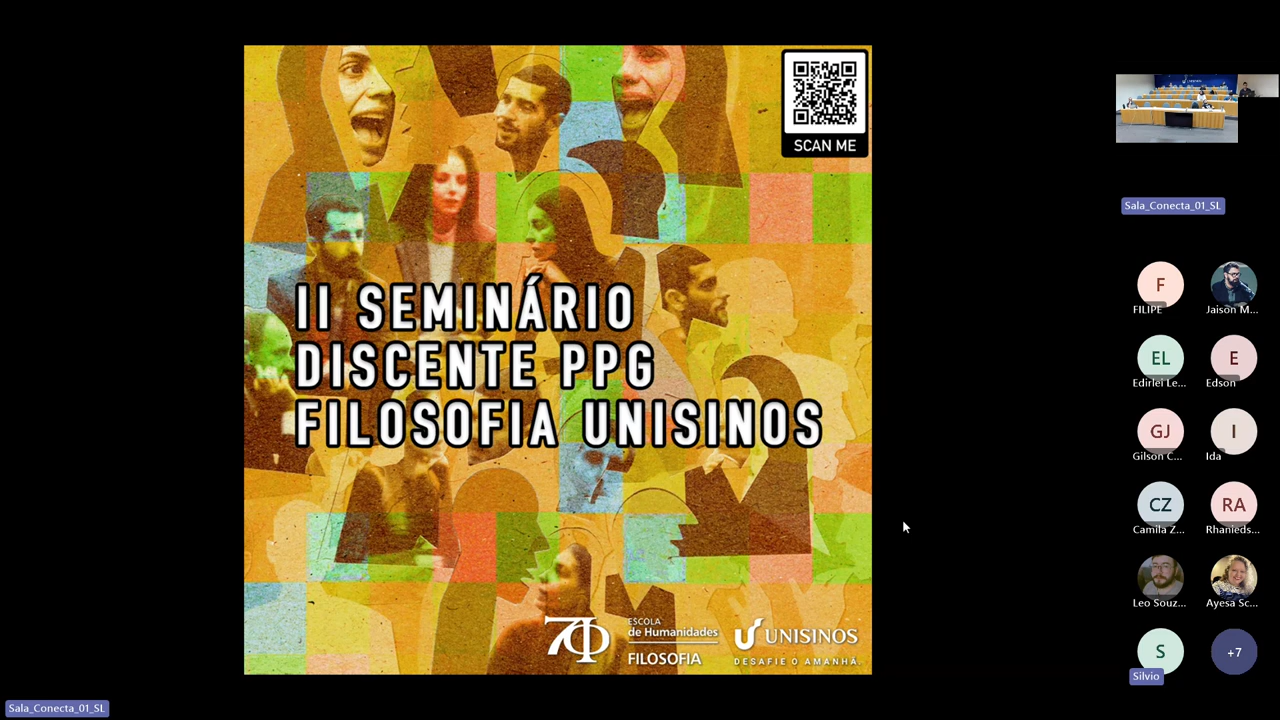 SCAN ME
II SEMINÁRIO
DISCENTE PPG
FILOSOFIA UNISINOS
7Φ
ESCOLA
de Humanidades
FILOSOFIA
UNISINOS
DESAFIE O AMANHÃ.
Sala_Conecta_01_SL
F
FILIPE
Jaison M...
EL
Edirlei Le...
E
Edson
GJ
Gilson C...
I
Ida
CZ
Camila Z...
RA
Rhanieds...
Leo Souz...
Ayesa Sc...
S
Silvio
+7
Sala_Conecta_01_SL